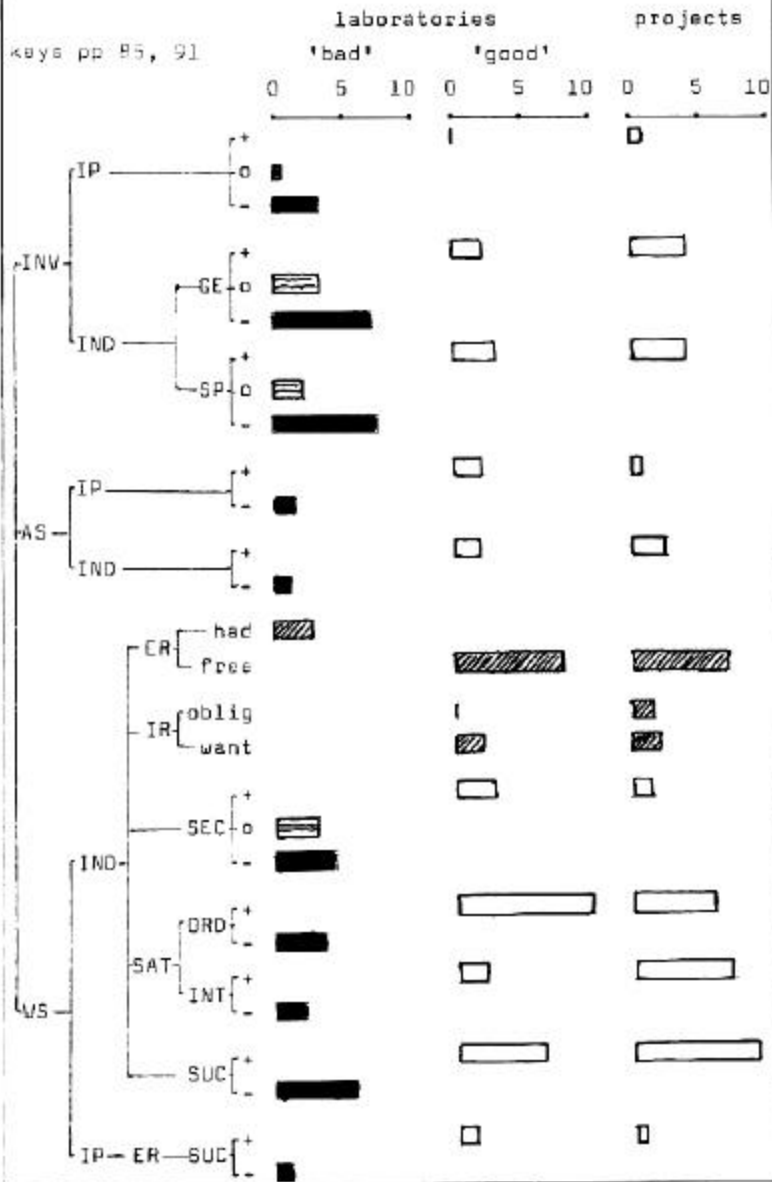 laboratories projects
keys pp 85, 91 'bad' 'good'
0 5 10 0 5 10 0 5 10
+
IP o
-
INV +
GE o
-
IND +
SP o
-
+
IP
-
AS +
IND
-
had
ER
free
oblig
IR
want
+
SEC o
IND -
+
ORD
-
SAT +
INT
WS -
+
SUC
-
+
IP ER SUC
-